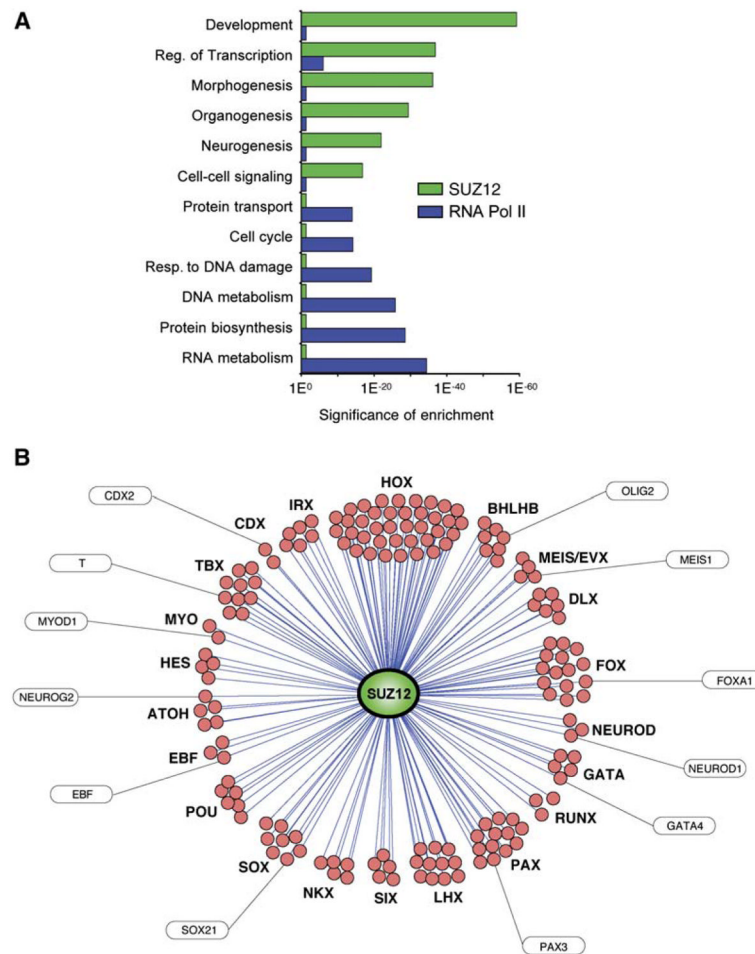 A
Development
Reg. of Transcription
Morphogenesis
Organogenesis
Neurogenesis
Cell-cell signaling
Protein transport
Cell cycle
Resp. to DNA damage
DNA metabolism
Protein biosynthesis
RNA metabolism
SUZ12
RNA Pol II
1E⁰ 1E⁻²⁰ 1E⁻⁴⁰ 1E⁻⁶⁰
Significance of enrichment
B
HOX
IRX
BHLHB
OLIG2
CDX2
CDX
MEIS/EVX
MEIS1
T
TBX
DLX
MYOD1
MYO
HES
FOX
FOXA1
SUZ12
NEUROG2
ATOH
NEUROD
NEUROD1
EBF
EBF
GATA
GATA4
POU
RUNX
SOX
PAX
NKX
SIX
LHX
SOX21
PAX3